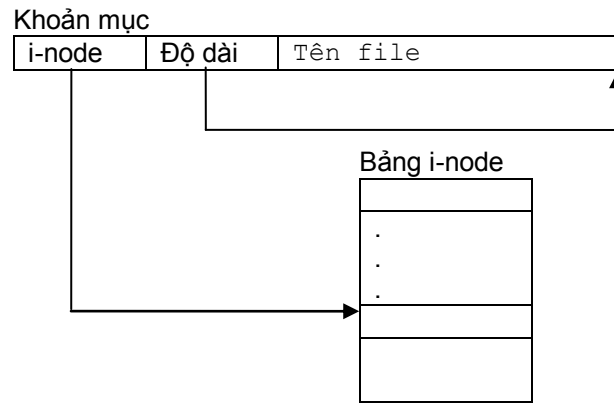 Khoản mục
i-node Độ dài Tên file
Bảng i-node
.
.
.